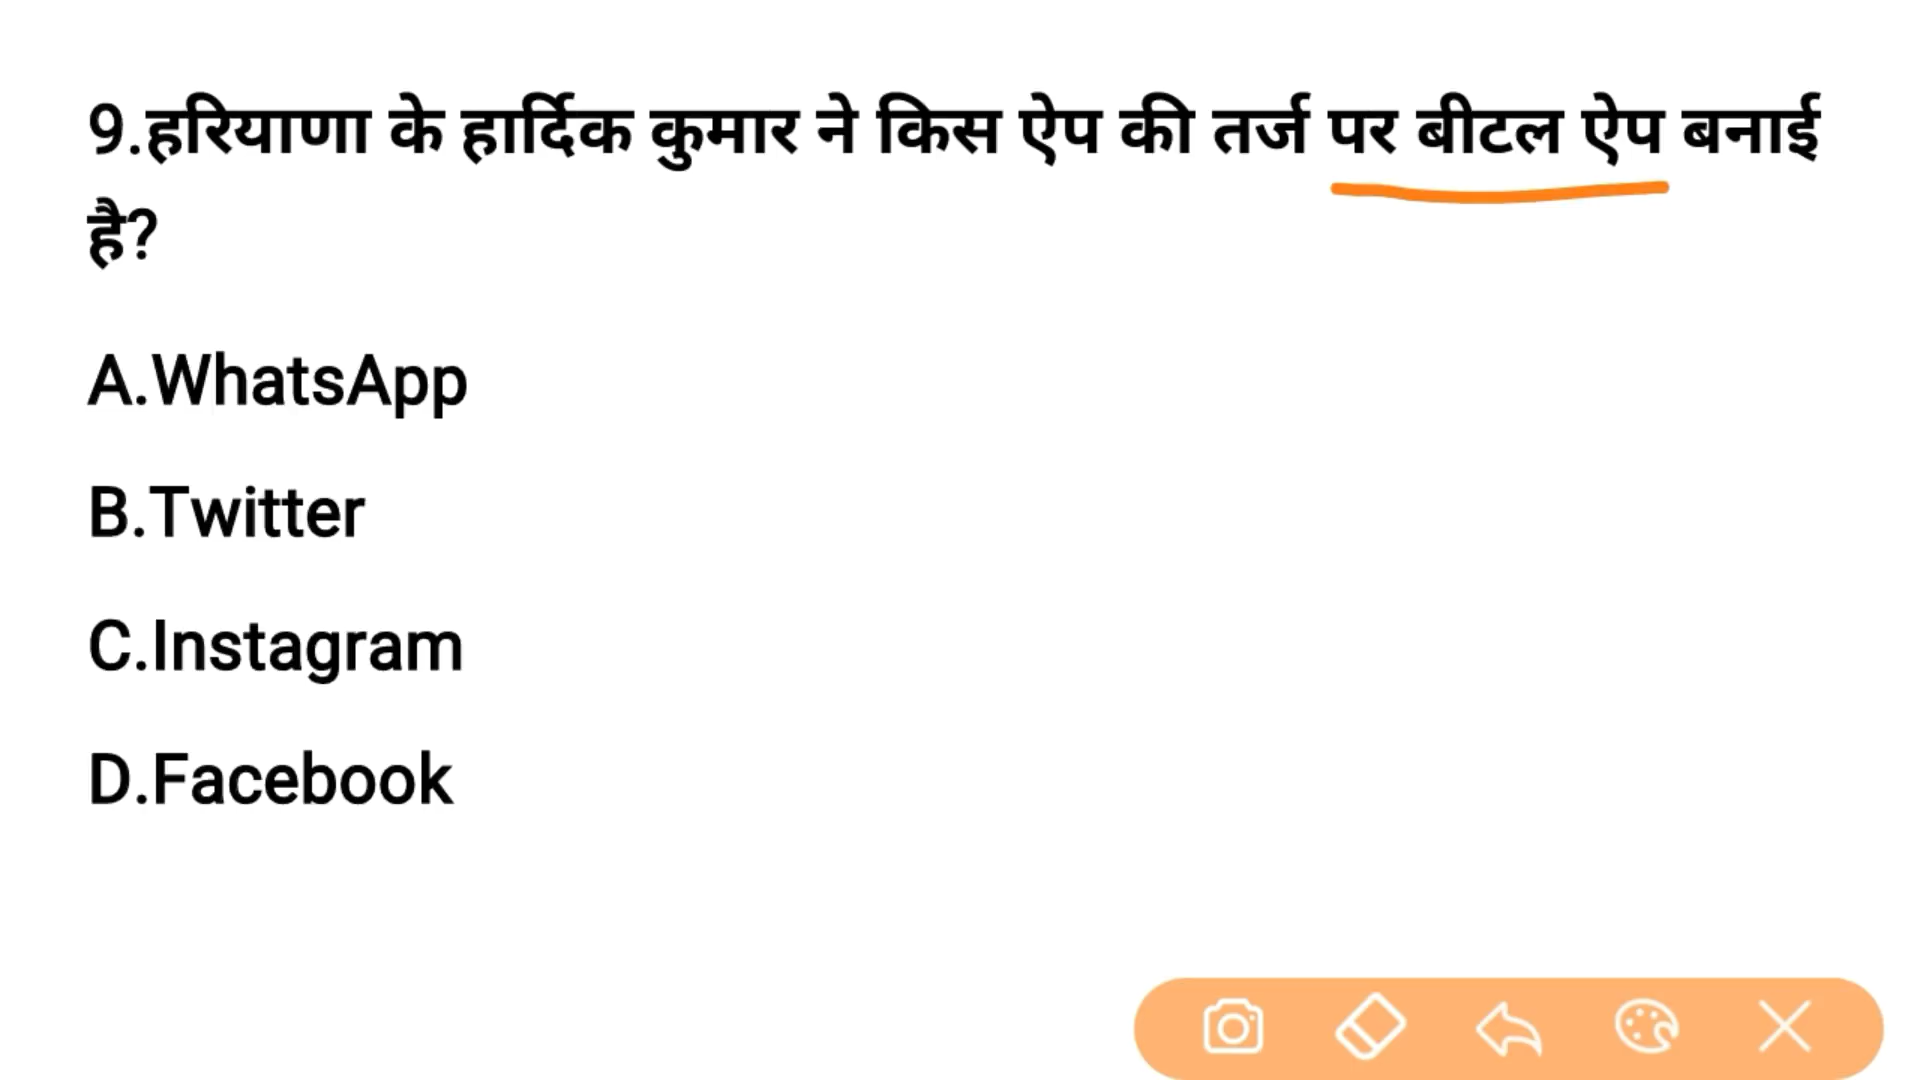 9.हरियाणा के हार्दिक कुमार ने किस ऐप की तर्ज पर बीटल ऐप बनाई
है?
A.WhatsApp
B.Twitter
C.Instagram
D.Facebook